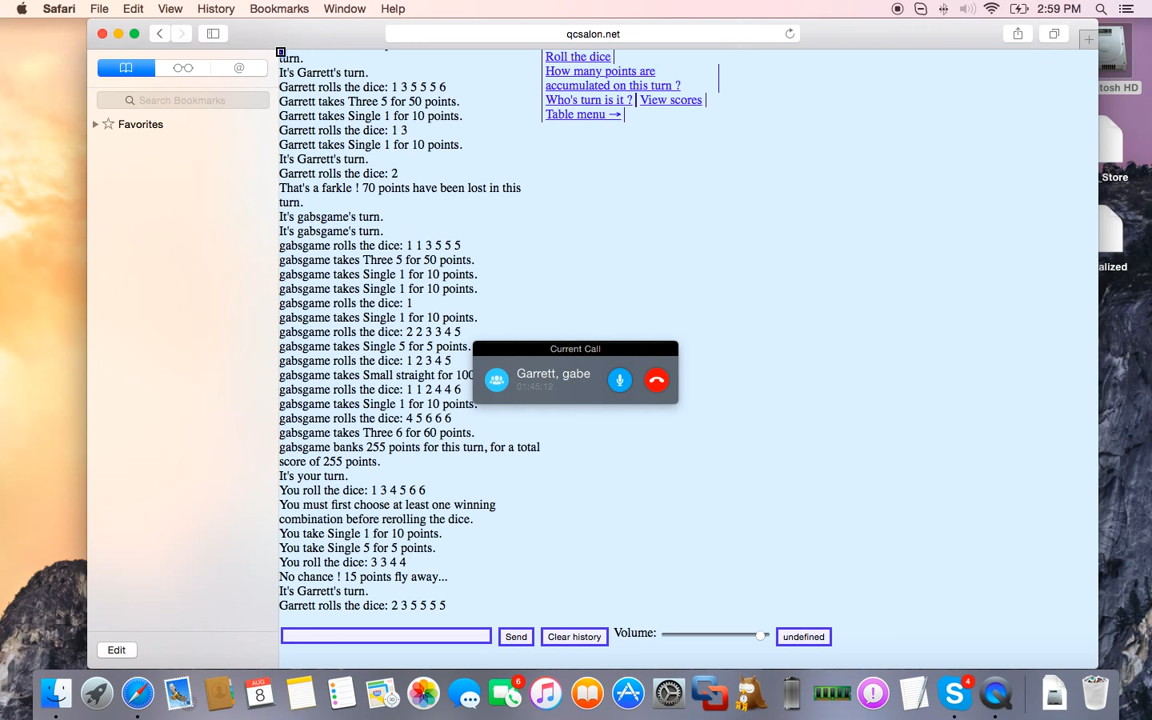 Safari File Edit View History Bookmarks Window Help
2:59 PM
qcsalon.net
tosh HD
Search Bookmarks
Favorites
_Store
alized
turn.
It's Garrett's turn.
Garrett rolls the dice: 1 3 5 5 5 6
Garrett takes Three 5 for 50 points.
Garrett takes Single 1 for 10 points.
Garrett rolls the dice: 1 3
Garrett takes Single 1 for 10 points.
It's Garrett's turn.
Garrett rolls the dice: 2
That's a farkle ! 70 points have been lost in this
turn.
It's gabsgame's turn.
It's gabsgame's turn.
gabsgame rolls the dice: 1 1 3 5 5 5
gabsgame takes Three 5 for 50 points.
gabsgame takes Single 1 for 10 points.
gabsgame takes Single 1 for 10 points.
gabsgame rolls the dice: 1
gabsgame takes Single 1 for 10 points.
gabsgame rolls the dice: 2 2 3 3 4 5
gabsgame takes Single 5 for 5 points.
gabsgame rolls the dice: 1 2 3 4 5
gabsgame takes Small straight for 100
gabsgame rolls the dice: 1 1 2 4 4 6
gabsgame takes Single 1 for 10 points.
gabsgame rolls the dice: 4 5 6 6 6
gabsgame takes Three 6 for 60 points.
gabsgame banks 255 points for this turn, for a total
score of 255 points.
It's your turn.
You roll the dice: 1 3 4 5 6 6
You must first choose at least one winning
combination before rerolling the dice.
You take Single 1 for 10 points.
You take Single 5 for 5 points.
You roll the dice: 3 3 4 4
No chance ! 15 points fly away...
It's Garrett's turn.
Garrett rolls the dice: 2 3 5 5 5 5
Roll the dice
How many points are
accumulated on this turn ?
Who's turn is it ? View scores
Table menu →
Current Call
Garrett, gabe
01:45:12
Send Clear history Volume: undefined
Edit
AUG
8
6
4